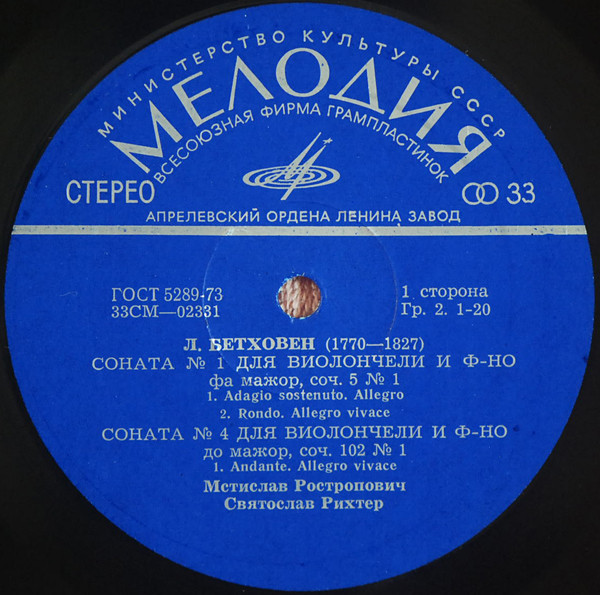 МИНИСТЕРСТВО КУЛЬТУРЫ СССР
МЕЛОДИЯ
ВСЕСОЮЗНАЯ ФИРМА ГРАМПЛАСТИНОК
СТЕРЕО
33
АПРЕЛЕВСКИЙ ОРДЕНА ЛЕНИНА ЗАВОД
ГОСТ 5289-73
33СМ—02331
1 сторона
Гр. 2. 1-20
Л. БЕТХОВЕН (1770—1827)
СОНАТА № 1 ДЛЯ ВИОЛОНЧЕЛИ И Ф-НО
фа мажор, соч. 5 № 1
1. Adagio sostenuto. Allegro
2. Rondo. Allegro vivace
СОНАТА № 4 ДЛЯ ВИОЛОНЧЕЛИ И Ф-НО
до мажор, соч. 102 № 1
1. Andante. Allegro vivace
Мстислав Ростропович
Святослав Рихтер